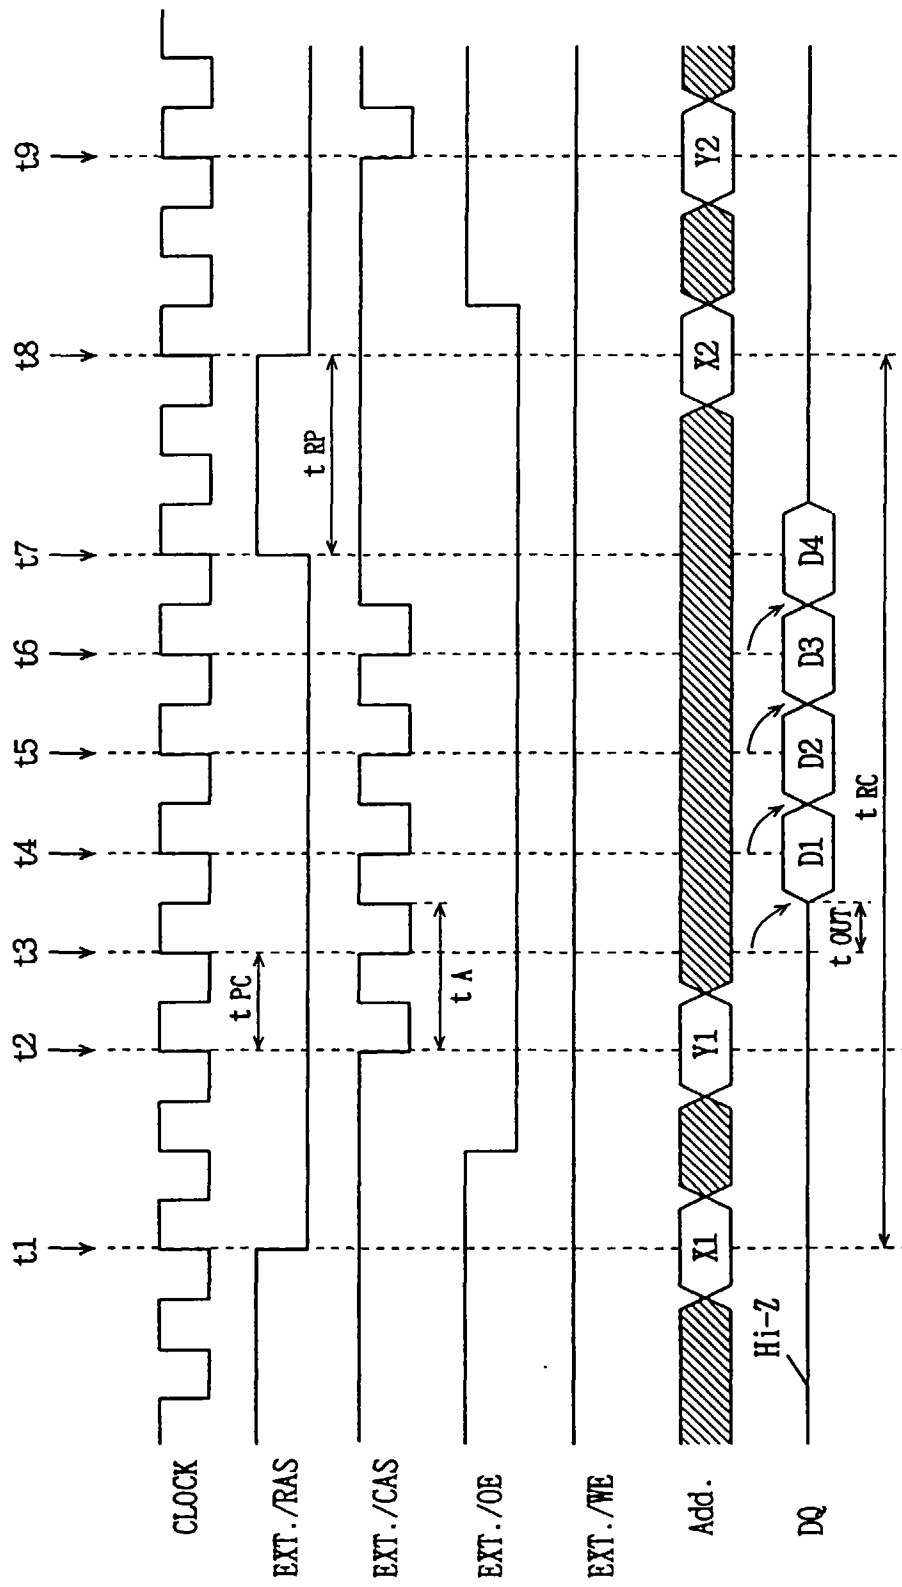 t1 t2 t3 t4 t5 t6 t7 t8 t9
CLOCK
EXT./RAS
t PC
t RP
EXT./CAS
t A
EXT./OE
EXT./WE
Add.
X1 Y1 X2 Y2
Hi-Z
DQ
D1 D2 D3 D4
t OUT
t RC